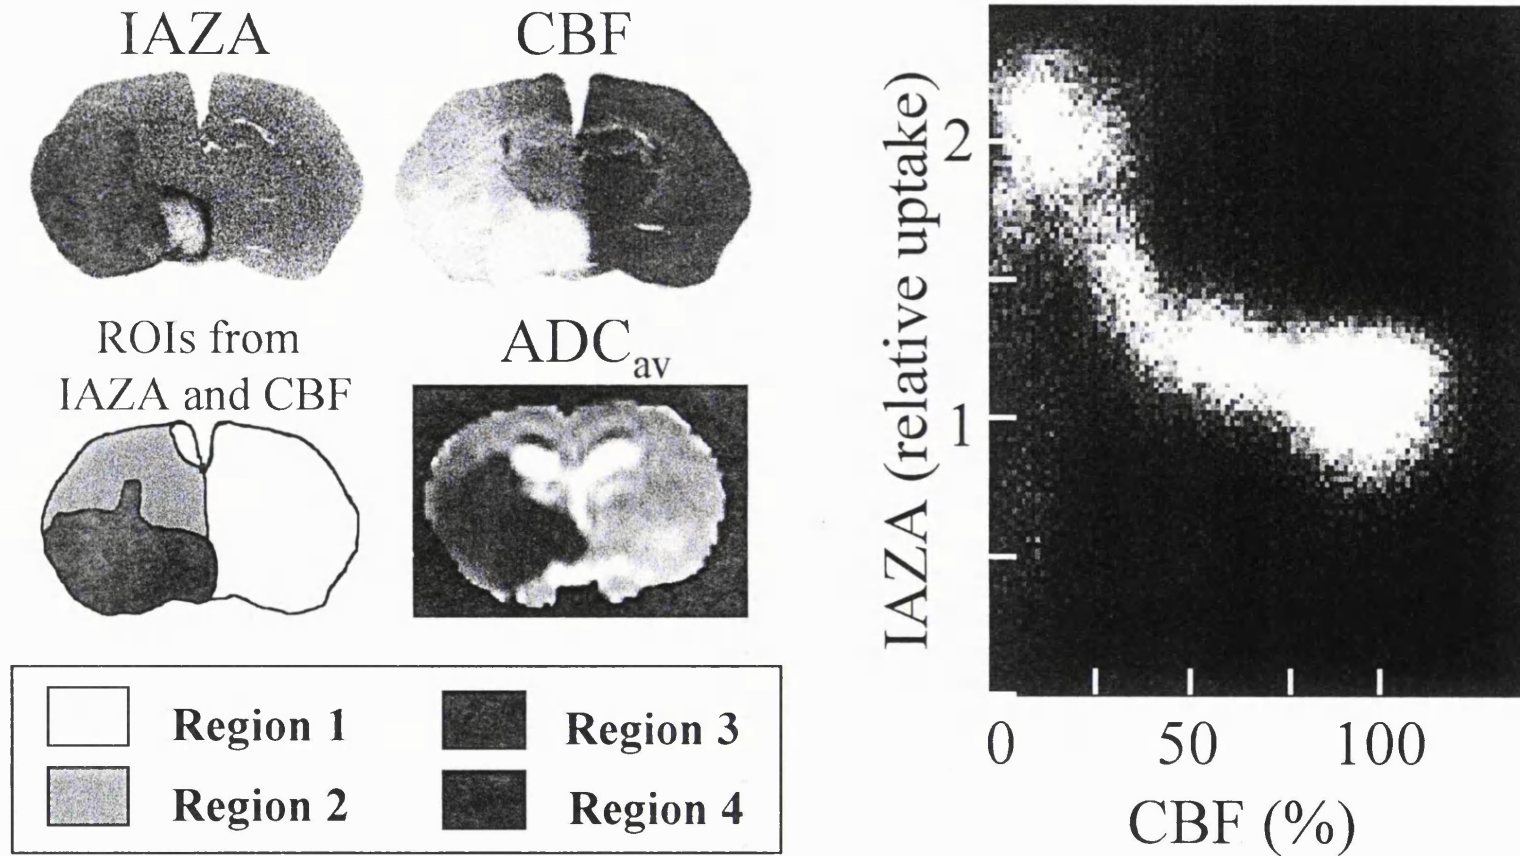 IAZA
CBF
ROIs from
IAZA and CBF
ADCav
Region 1
Region 2
Region 3
Region 4
IAZA (relative uptake)
2
1
0
50
100
CBF (%)